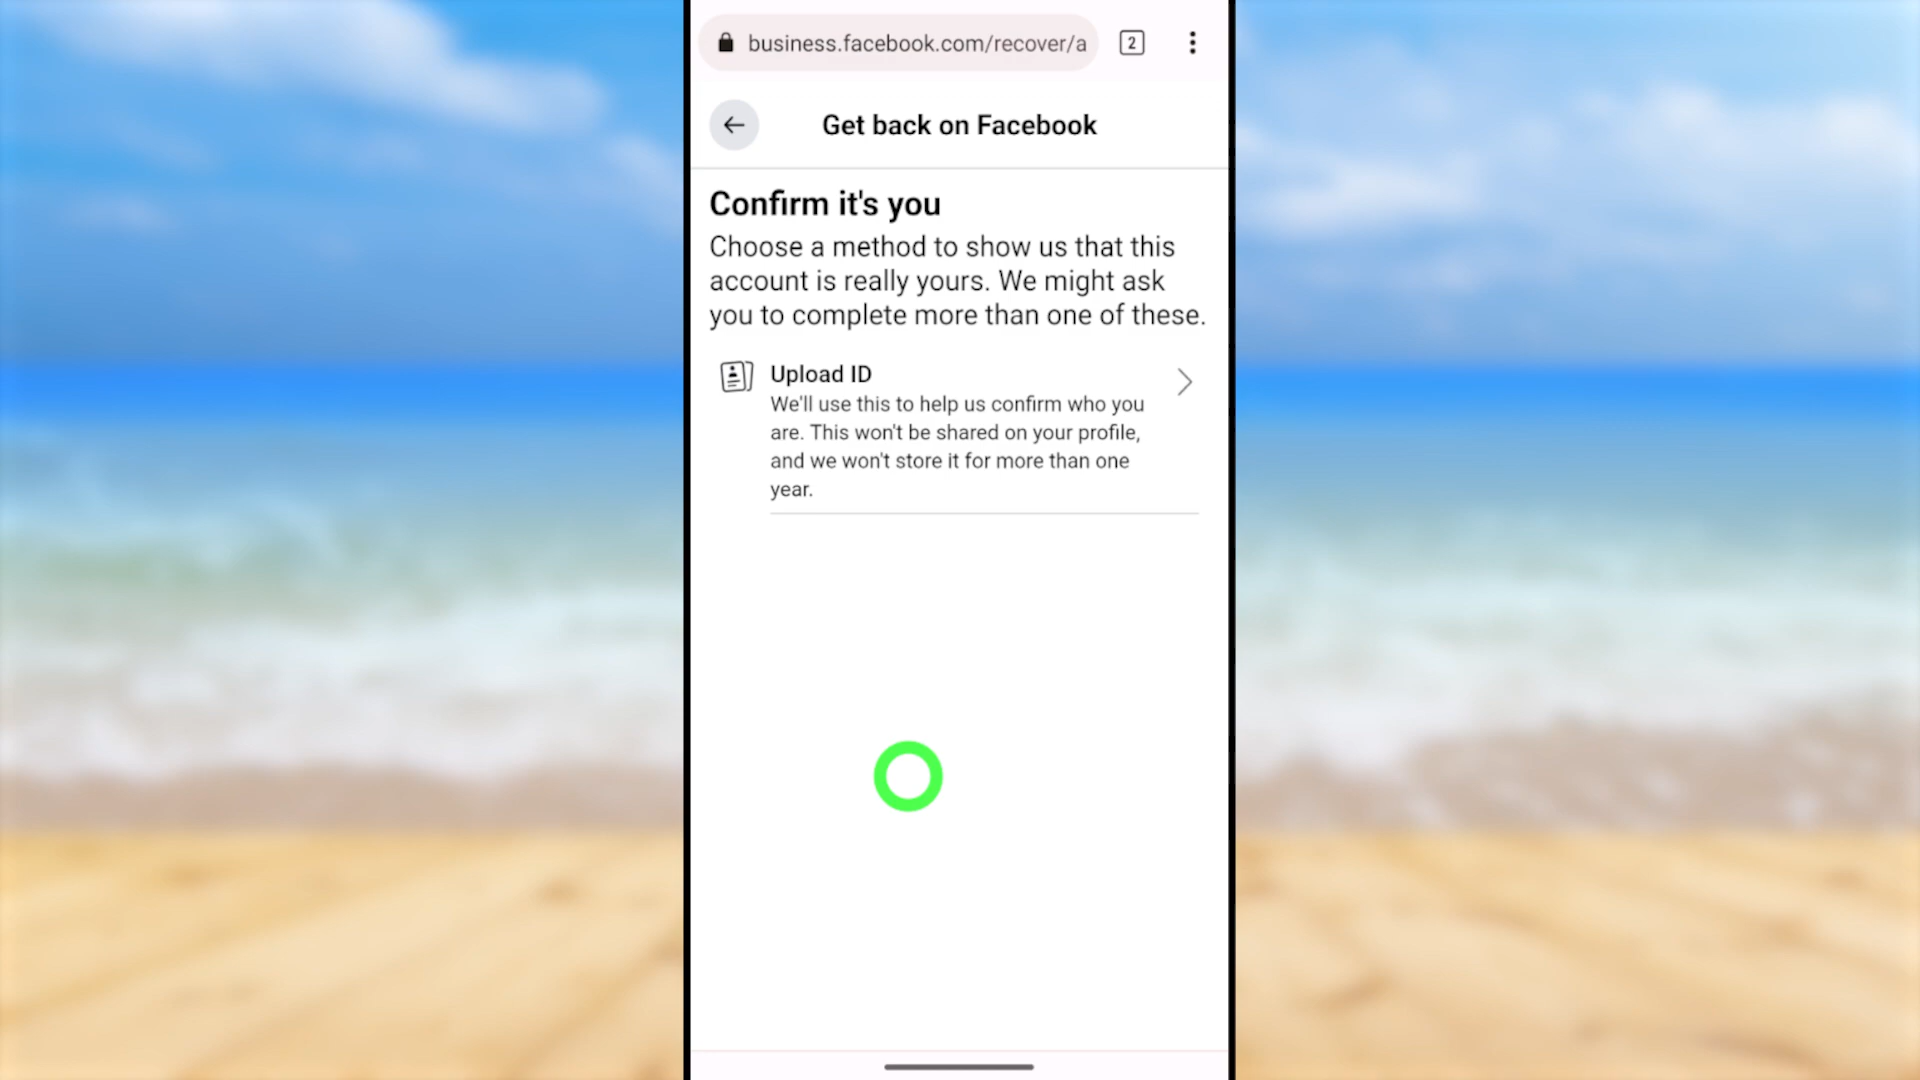 business.facebook.com/recover/a
2
Get back on Facebook
Confirm it's you
Choose a method to show us that this
account is really yours. We might ask
you to complete more than one of these.
Upload ID
We'll use this to help us confirm who you
are. This won't be shared on your profile,
and we won't store it for more than one
year.